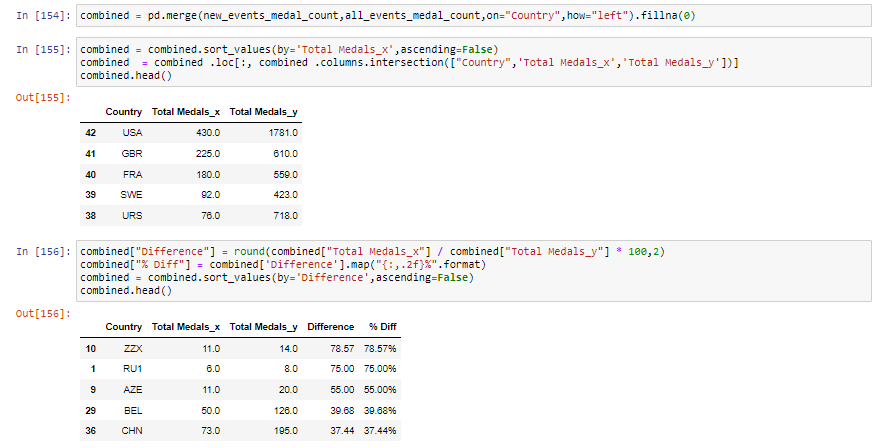 In [154]: combined = pd.merge(new_events_medal_count,all_events_medal_count,on="Country",how="left").fillna(0)
In [155]: combined = combined.sort_values(by='Total Medals_x',ascending=False)
combined  = combined .loc[:, combined .columns.intersection(["Country",'Total Medals_x','Total Medals_y'])]
combined.head()
Out[155]:
Country Total Medals_x Total Medals_y
42 USA 430.0 1781.0
41 GBR 225.0 610.0
40 FRA 180.0 559.0
39 SWE 92.0 423.0
38 URS 76.0 718.0
In [156]: combined["Difference"] = round(combined["Total Medals_x"] / combined["Total Medals_y"] * 100,2)
combined["% Diff"] = combined['Difference'].map("{:,.2f}%".format)
combined = combined.sort_values(by='Difference',ascending=False)
combined.head()
Out[156]:
Country Total Medals_x Total Medals_y Difference % Diff
10 ZZX 11.0 14.0 78.57 78.57%
1 RU1 6.0 8.0 75.00 75.00%
9 AZE 11.0 20.0 55.00 55.00%
29 BEL 50.0 126.0 39.68 39.68%
36 CHN 73.0 195.0 37.44 37.44%